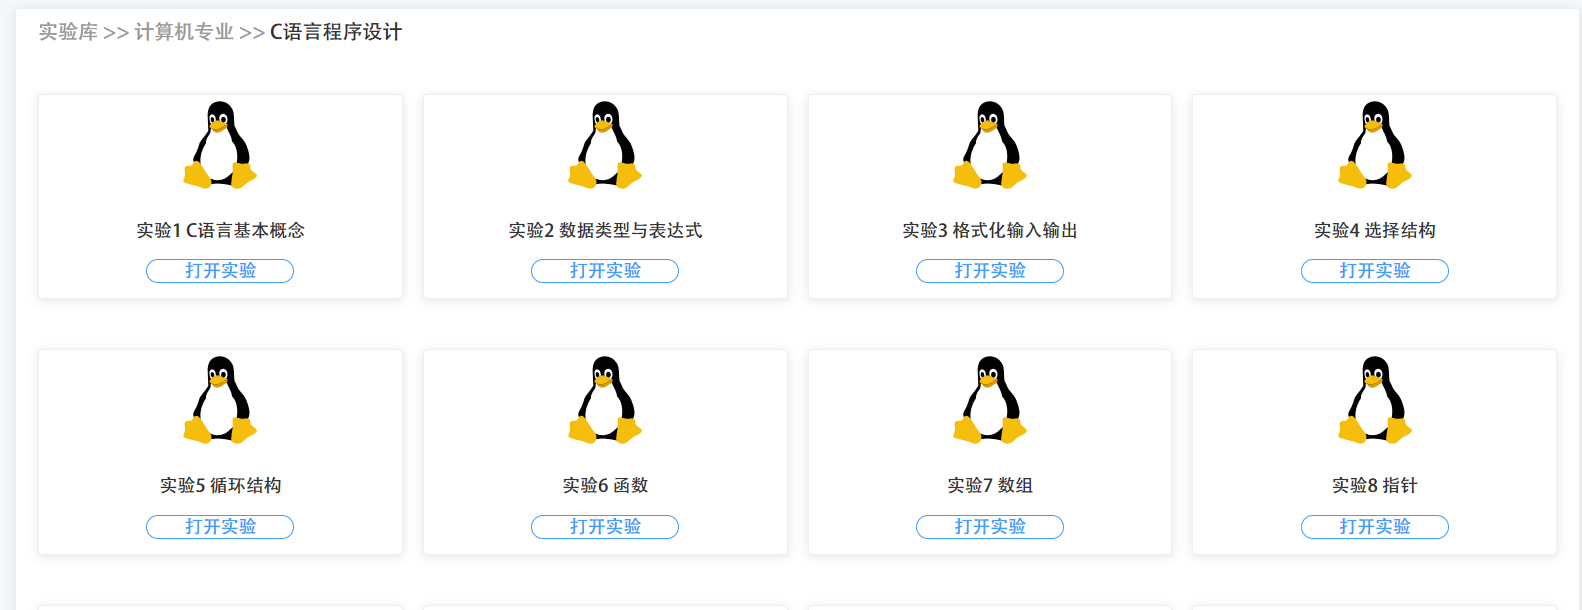 实验库 >> 计算机专业 >> C语言程序设计
实验1 C语言基本概念
打开实验
实验2 数据类型与表达式
打开实验
实验3 格式化输入输出
打开实验
实验4 选择结构
打开实验
实验5 循环结构
打开实验
实验6 函数
打开实验
实验7 数组
打开实验
实验8 指针
打开实验